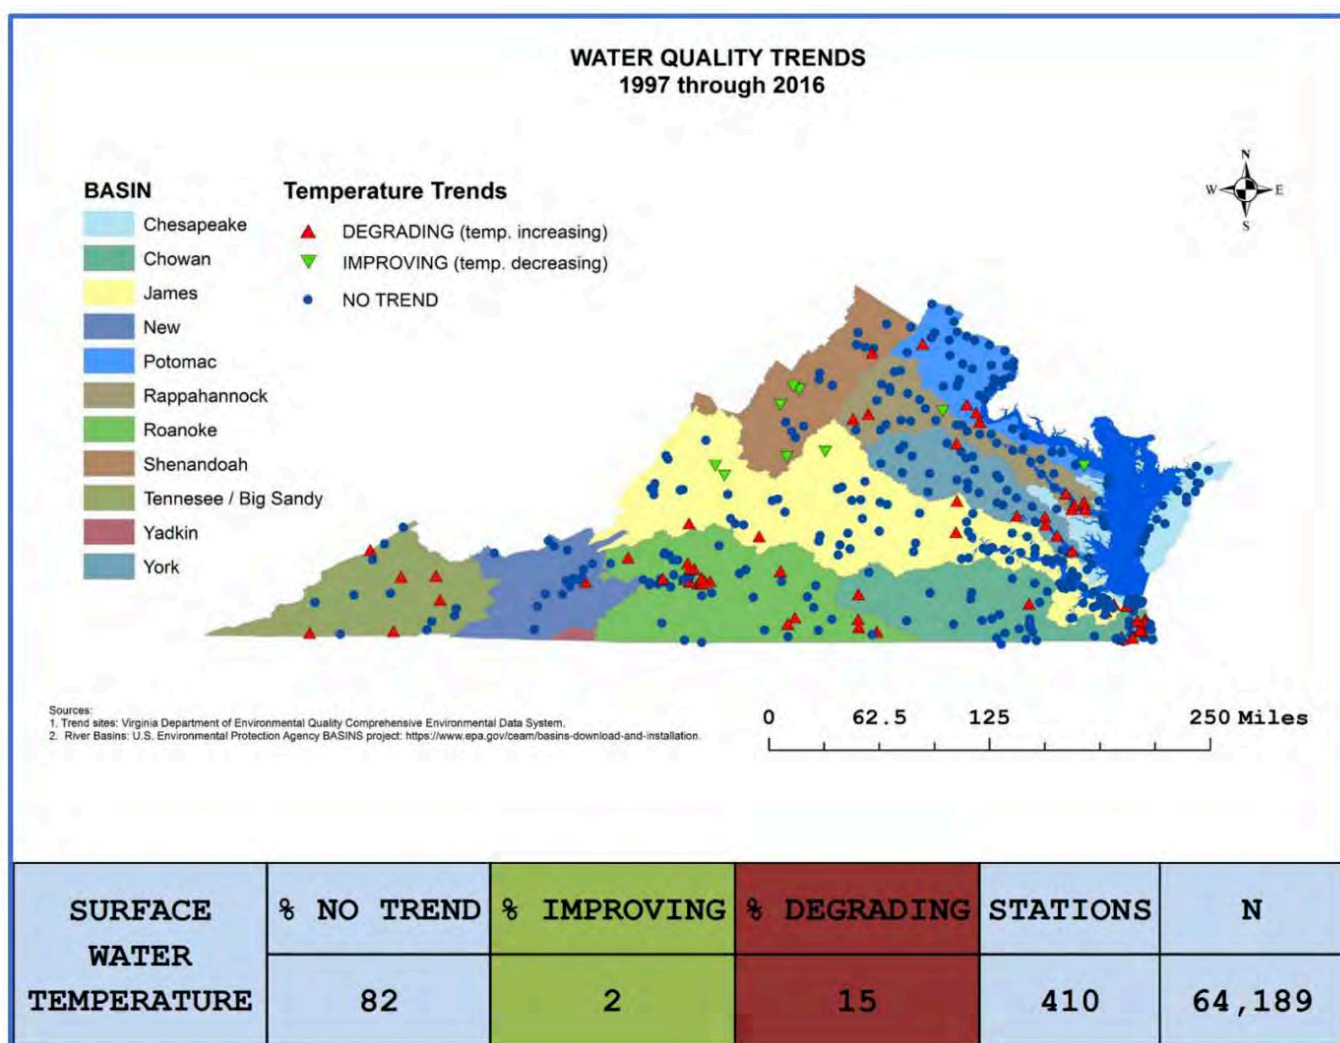 WATER QUALITY TRENDS
1997 through 2016
N
W E
S
BASIN
Chesapeake
Chowan
James
New
Potomac
Rappahannock
Roanoke
Shenandoah
Tennesee / Big Sandy
Yadkin
York
Temperature Trends
DEGRADING (temp. increasing)
IMPROVING (temp. decreasing)
NO TREND
Sources:
1. Trend sites: Virginia Department of Environmental Quality Comprehensive Environmental Data System.
2. River Basins: U.S. Environmental Protection Agency BASINS project: https://www.epa.gov/ceam/basins-download-and-installation.
0 62.5 125 250 Miles
SURFACE
WATER
TEMPERATURE
% NO TREND % IMPROVING % DEGRADING STATIONS N
82 2 15 410 64,189